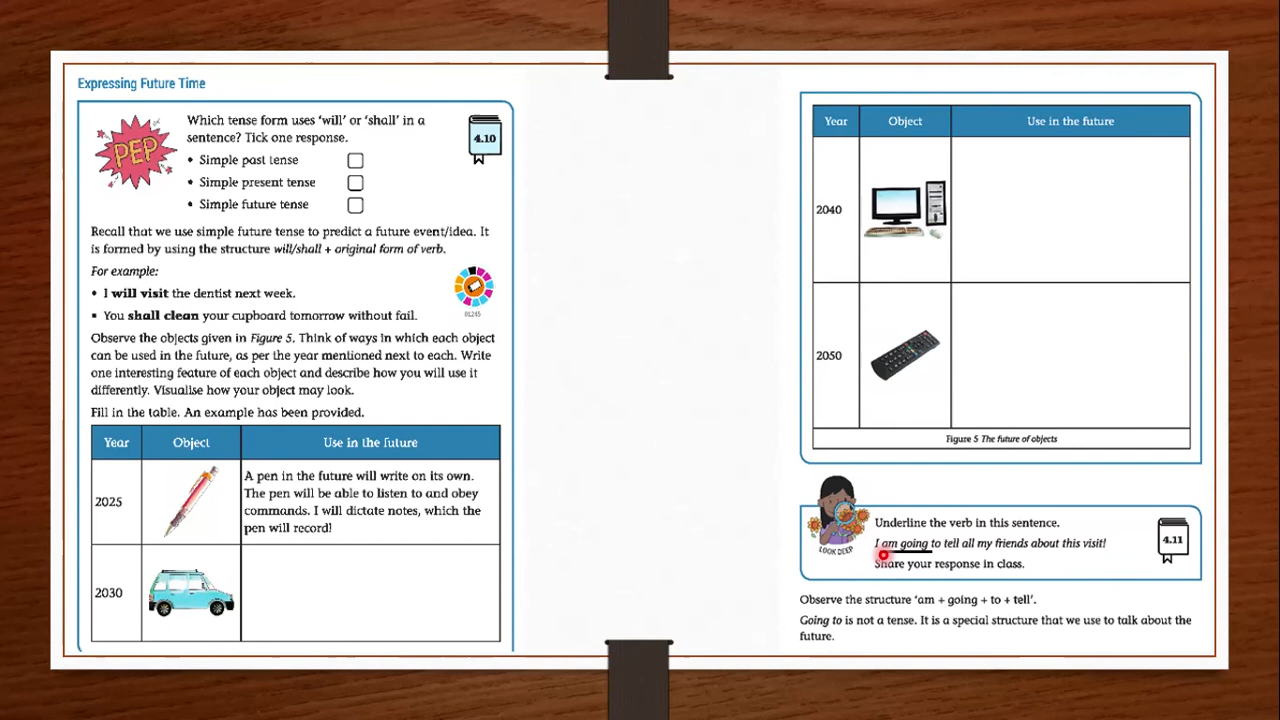 Expressing Future Time
PEP
Which tense form uses ‘will’ or ‘shall’ in a
sentence? Tick one response.
4.10
• Simple past tense
• Simple present tense
• Simple future tense
Recall that we use simple future tense to predict a future event/idea. It
is formed by using the structure will/shall + original form of verb.
For example:
• I will visit the dentist next week.
▪ You shall clean your cupboard tomorrow without fail.
01245
Observe the objects given in Figure 5. Think of ways in which each object
can be used in the future, as per the year mentioned next to each. Write
one interesting feature of each object and describe how you will use it
differently. Visualise how your object may look.
Fill in the table. An example has been provided.
Year Object Use in the future
2025
A pen in the future will write on its own.
The pen will be able to listen to and obey
commands. I will dictate notes, which the
pen will record!
2030
Year Object Use in the future
2040
2050
Figure 5 The future of objects
LOOK DEEP
Underline the verb in this sentence.
I am going to tell all my friends about this visit!
Share your response in class.
4.11
Observe the structure ‘am + going + to + tell’.
Going to is not a tense. It is a special structure that we use to talk about the
future.